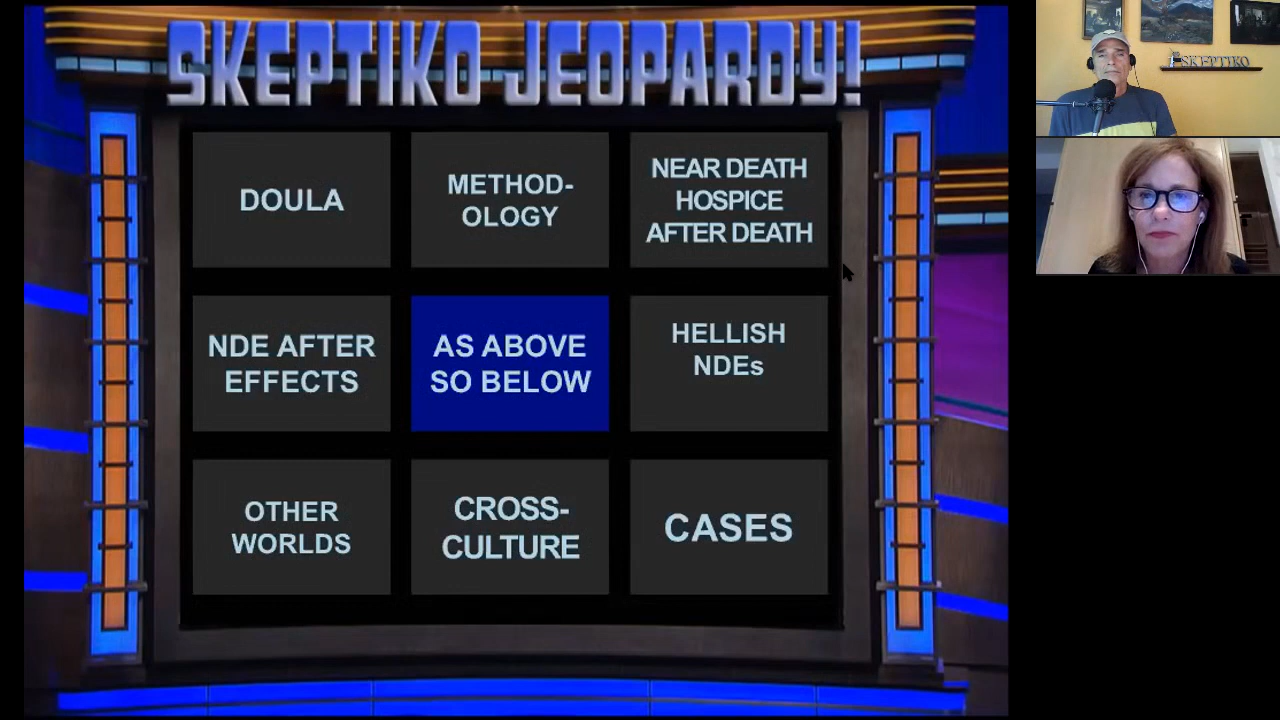 SKEPTIKO JEOPARDY!
DOULA
METHOD-
OLOGY
NEAR DEATH
HOSPICE
AFTER DEATH
NDE AFTER
EFFECTS
AS ABOVE
SO BELOW
HELLISH
NDEs
OTHER
WORLDS
CROSS-
CULTURE
CASES
SKEPTIKO